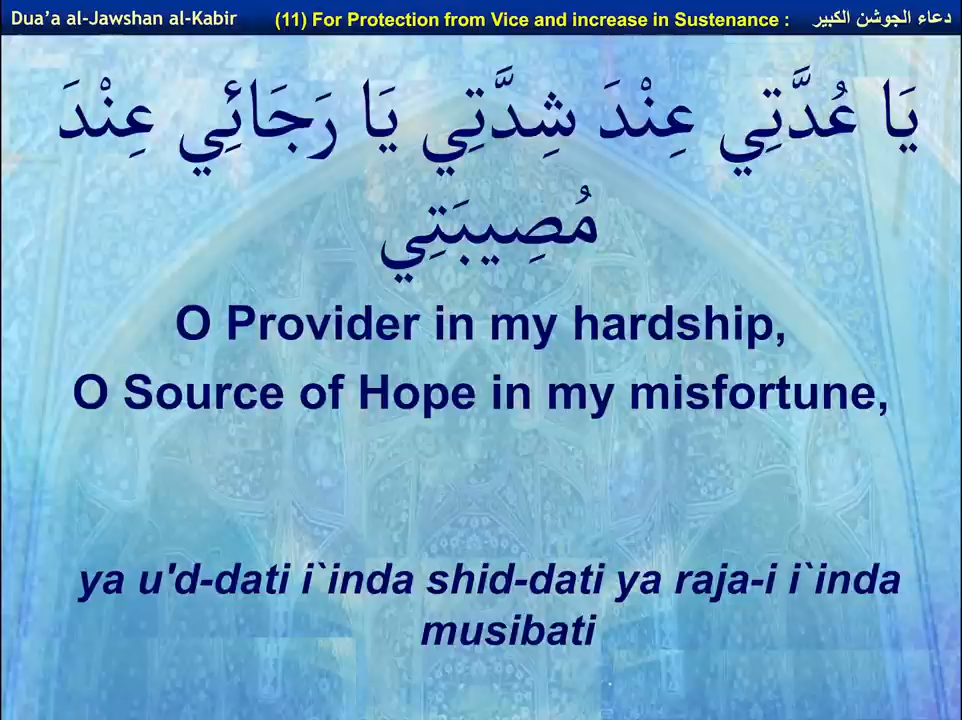 Dua’a al-Jawshan al-Kabir (11) For Protection from Vice and increase in Sustenance : دعاء الجوشن الكبير
يَا عُدَّتِي عِنْدَ شِدَّتِي يَا رَجَائِي عِنْدَ
مُصِيبَتِي
O Provider in my hardship,
O Source of Hope in my misfortune,
ya u'd-dati i`inda shid-dati ya raja-i i`inda
musibati